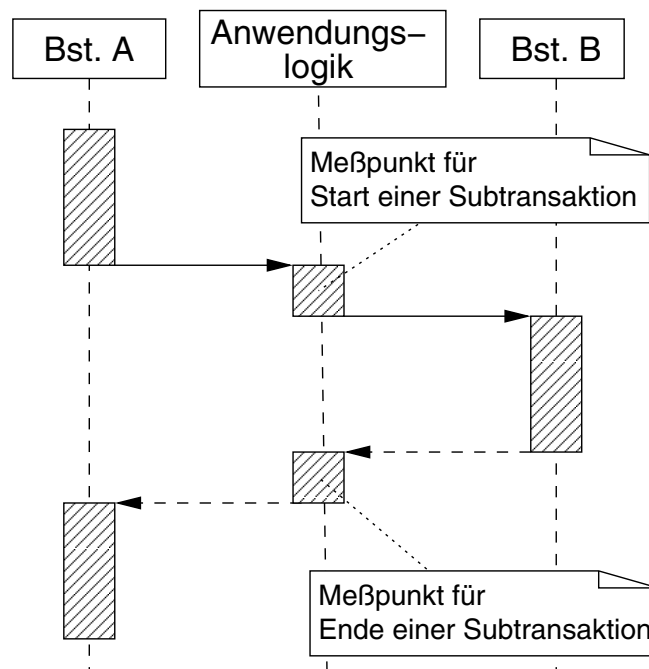 Bst. A
Anwendungs–
logik
Bst. B
Meßpunkt für
Start einer Subtransaktion
Meßpunkt für
Ende einer Subtransaktion